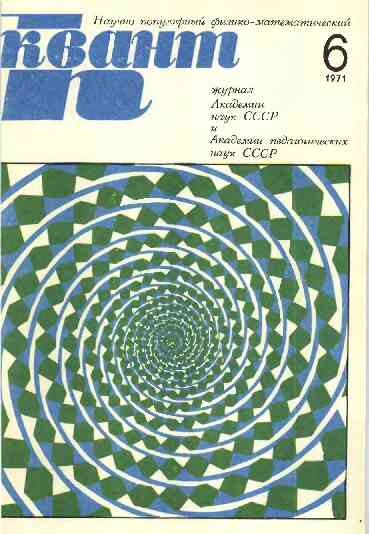 Научно-популярный физико-математический
квант
6
1971
журнал
Академии
наук СССР
и
Академии педагогических
наук СССР